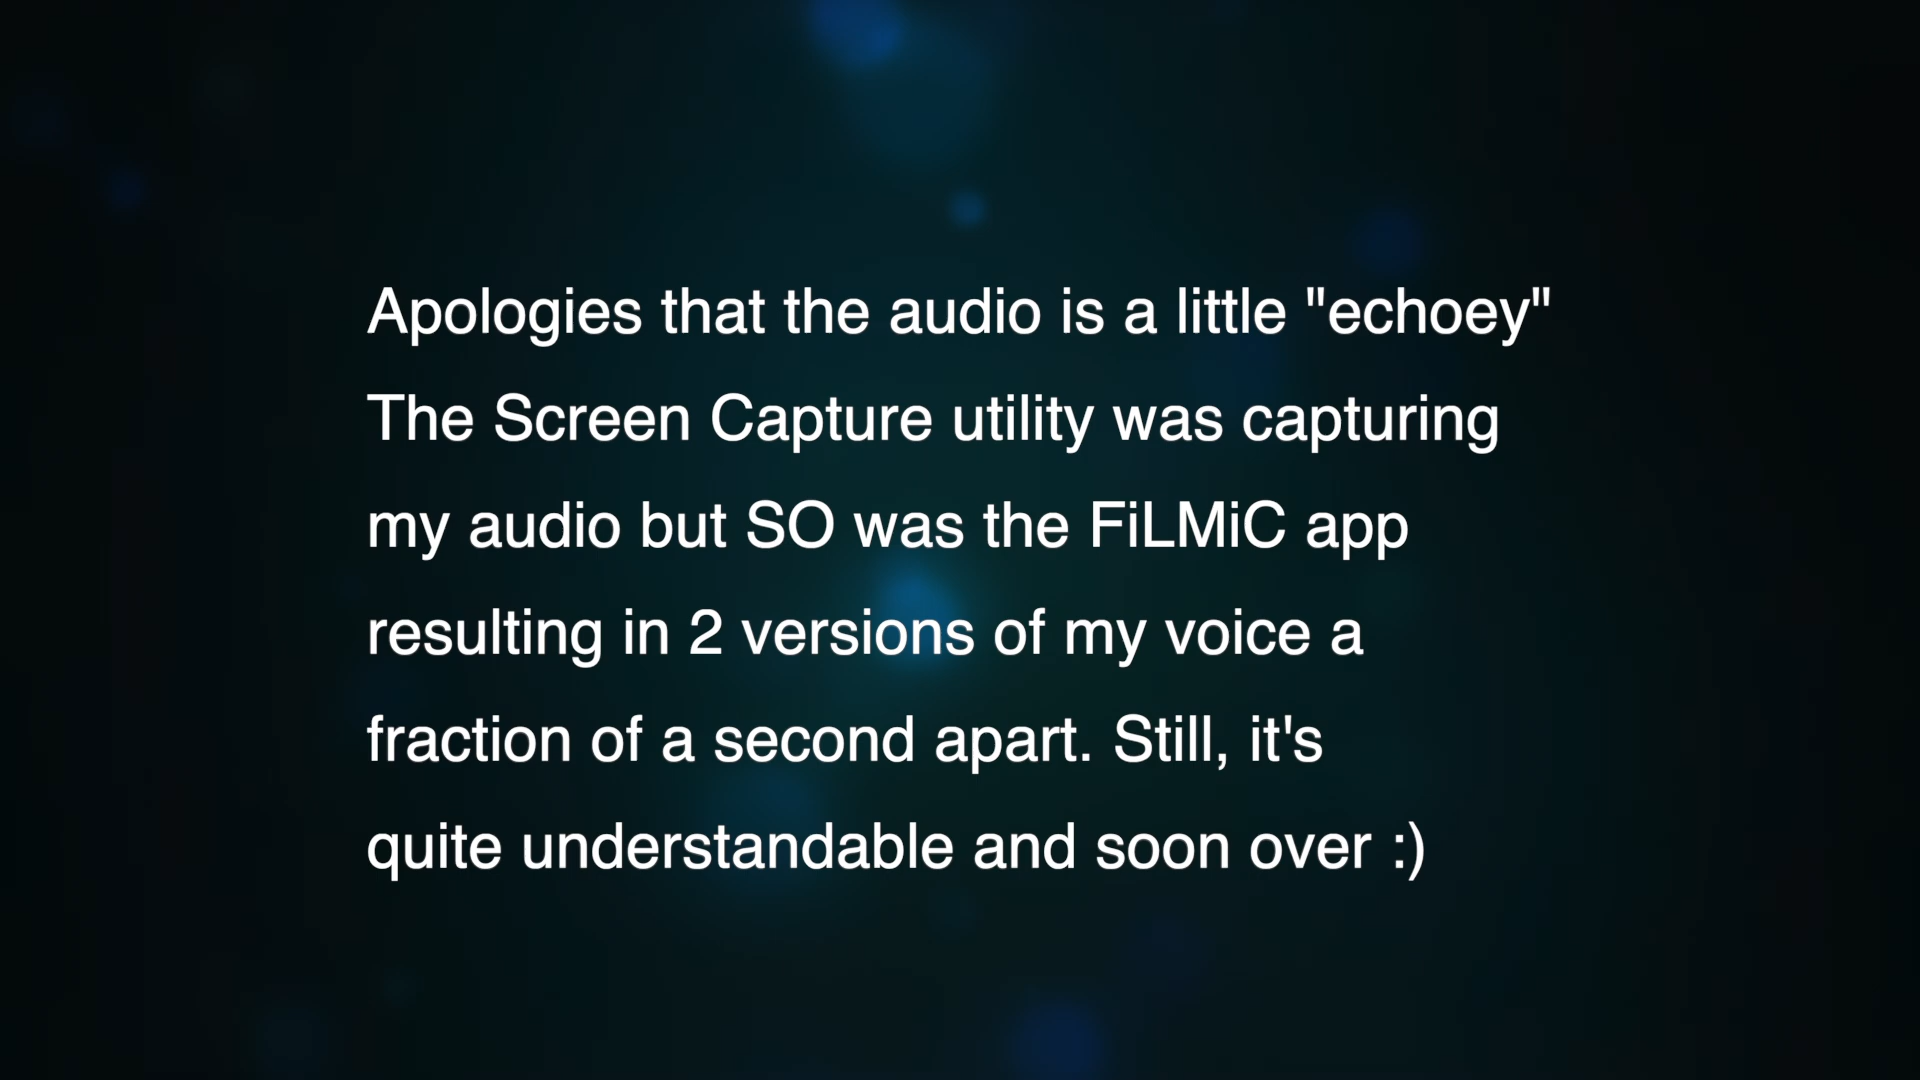 Apologies that the audio is a little "echoey"
The Screen Capture utility was capturing
my audio but SO was the FiLMiC app
resulting in 2 versions of my voice a
fraction of a second apart. Still, it's
quite understandable and soon over :)